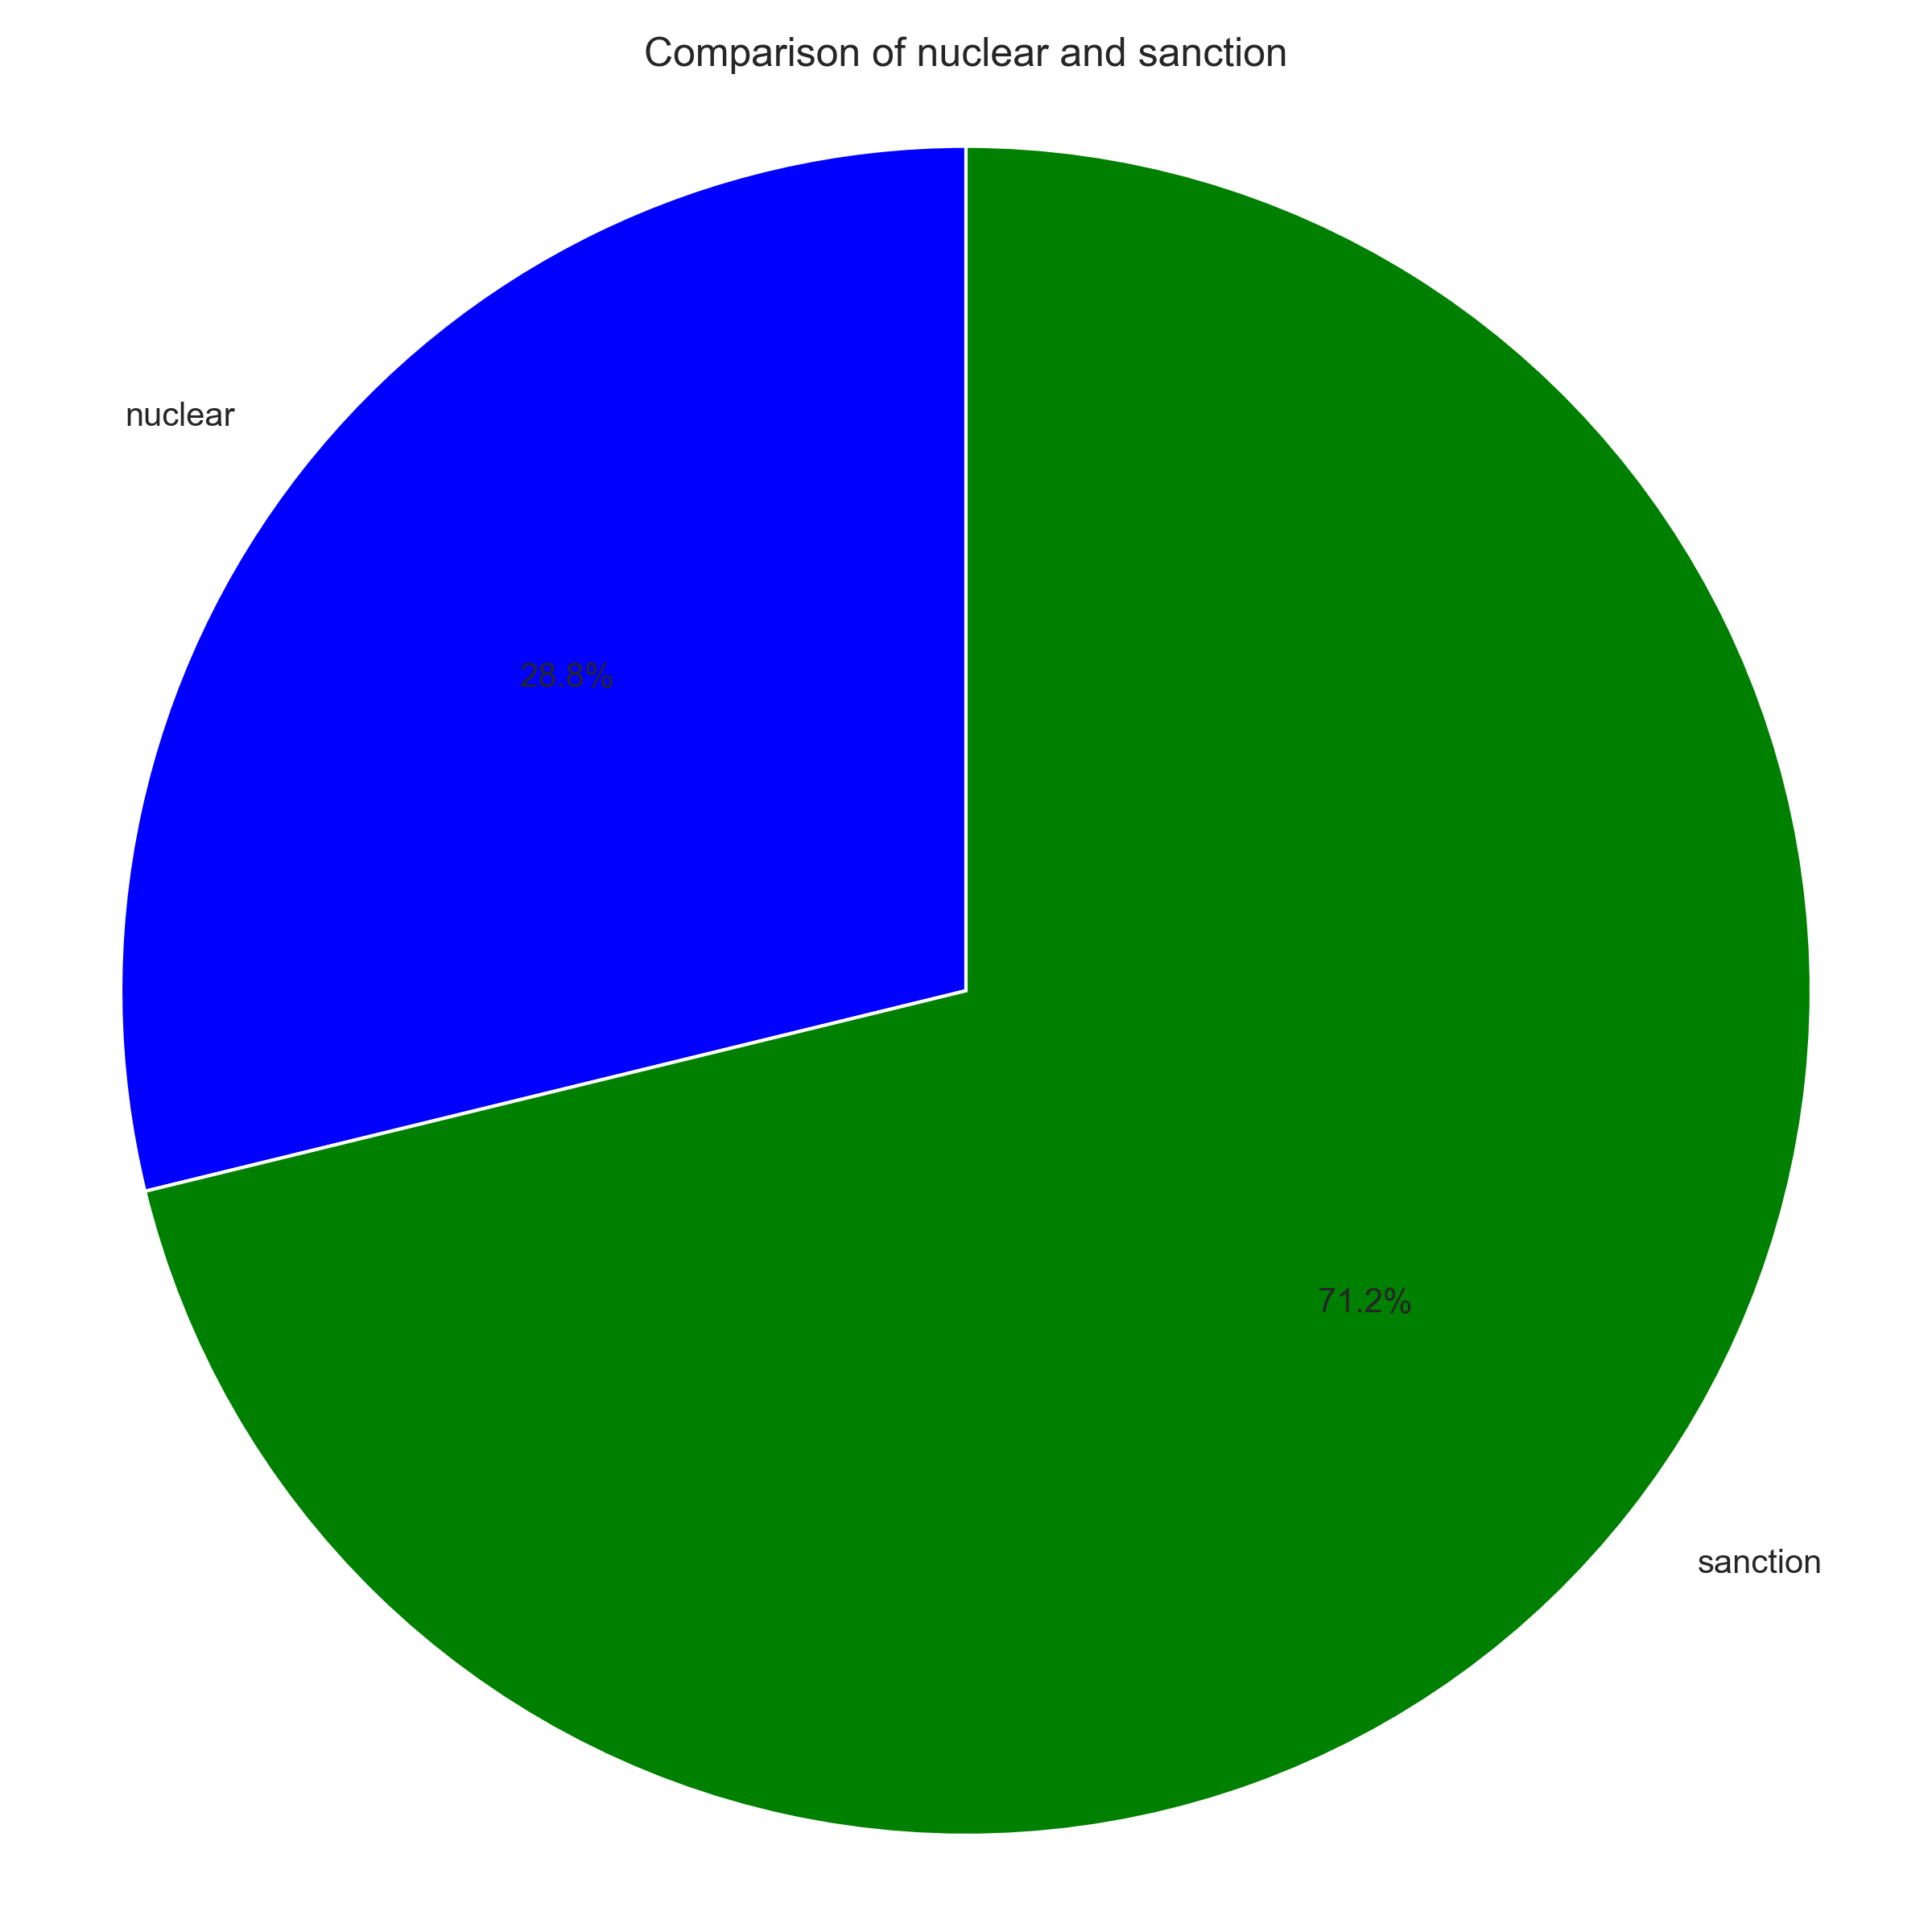 Comparison of nuclear and sanction
nuclear
28.8%
71.2%
sanction